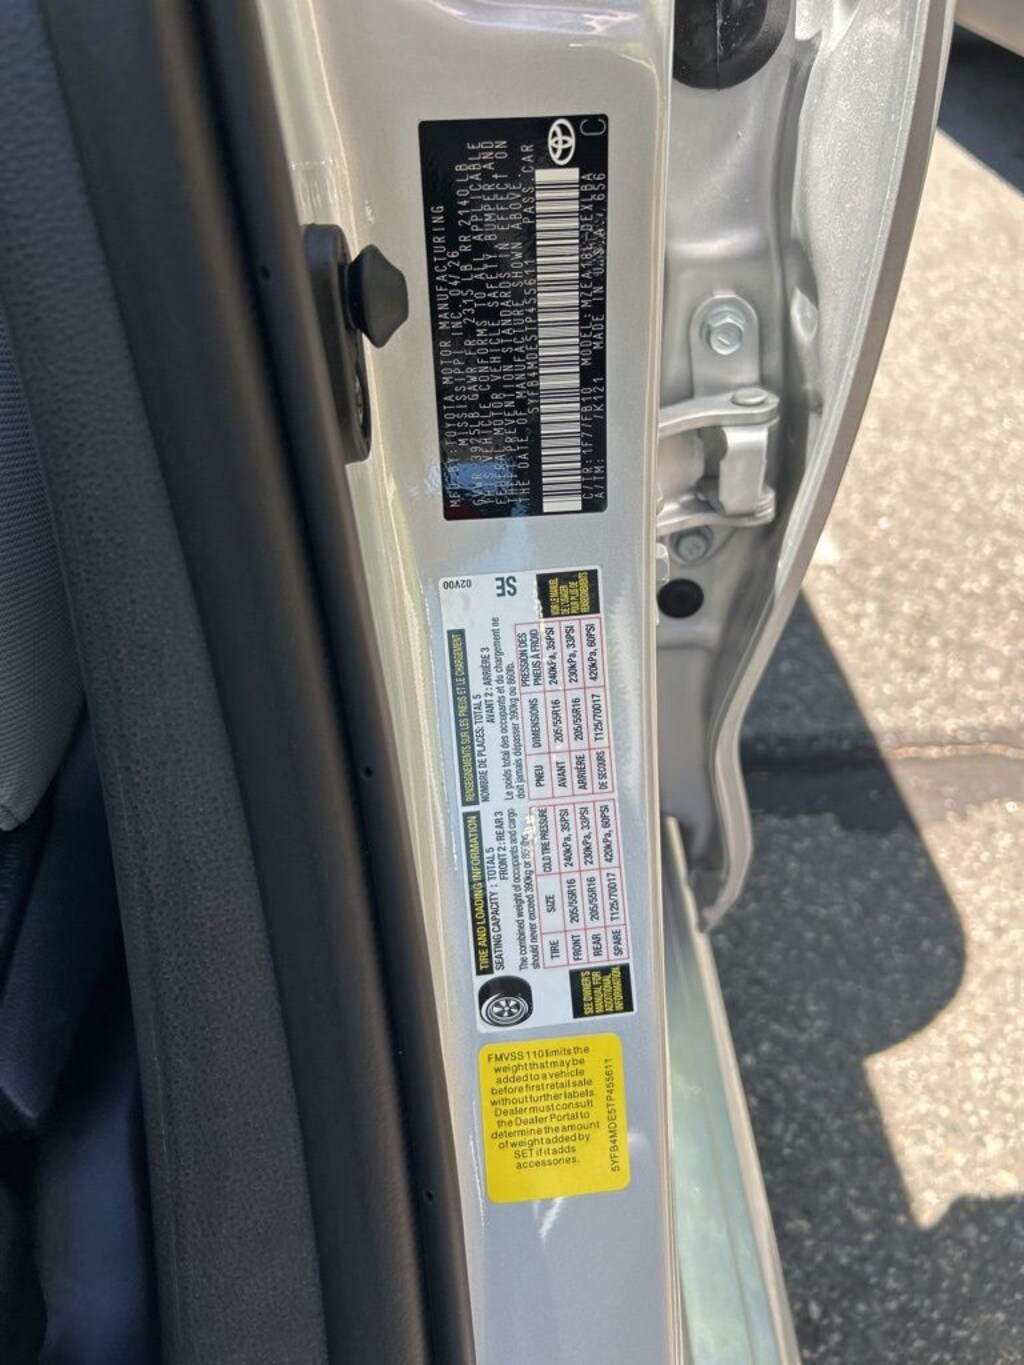 MFD. BY: TOYOTA MOTOR MANUFACTURING
MISSISSIPPI, INC. 04/26
GVWR 3925LB GAWR FR 2315 LB RR 2140 LB
THIS VEHICLE CONFORMS TO ALL APPLICABLE
FEDERAL MOTOR VEHICLE SAFETY, BUMPER AND
THEFT PREVENTION STANDARDS IN EFFECT ON
THE DATE OF MANUFACTURE SHOWN ABOVE.
5YFB4MDE5TP455611 PASS. CAR
C/TR: 1F7/FB10 MODEL:
A/TM: /K121 MADE IN U.S.A. 656
C
TIRE AND LOADING INFORMATION
SEATING CAPACITY : TOTAL 5
FRONT 2 : REAR 3
The combined weight of occupants and cargo
should never exceed 390kg or
TIRE SIZE COLD TIRE PRESSURE
FRONT 205/55R16 240kPa, 35PSI
REAR 205/55R16 230kPa, 33PSI
SPARE T125/70D17 420kPa, 60PSI
SEE OWNER'S
MANUAL FOR
ADDITIONAL
INFORMATION
RENSEIGNEMENTS SUR LES PNEUS ET LE CHARGEMENT
NOMBRE DE PLACES: TOTAL 5
AVANT 2 : ARRIÈRE 3
Le poids total des occupants et du chargement ne
doit jamais dépasser 390kg ou 860lb.
PNEU DIMENSIONS PRESSION DES
PNEUS À FROID
AVANT 205/55R16 240kPa, 35PSI
ARRIÈRE 205/55R16 230kPa, 33PSI
DE SECOURS T125/70D17 420kPa, 60PSI
VOIR LE MANUEL
DE L'USAGER
POUR PLUS DE
RENSEIGNEMENTS
02V00
SE
FMVSS 110 limits the
weight that may be
added to a vehicle
before first retail sale
without further labels.
Dealer must consult
the Dealer Portal to
determine the amount
of weight added by
SET if it adds
accessories.
5YFB4MDE5TP455611